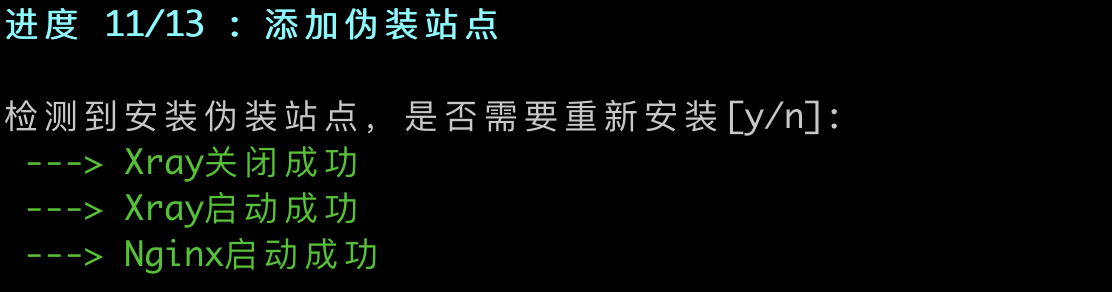 进度 11/13 : 添加伪装站点
检测到安装伪装站点，是否需要重新安装[y/n]:
---> Xray关闭成功
---> Xray启动成功
---> Nginx启动成功